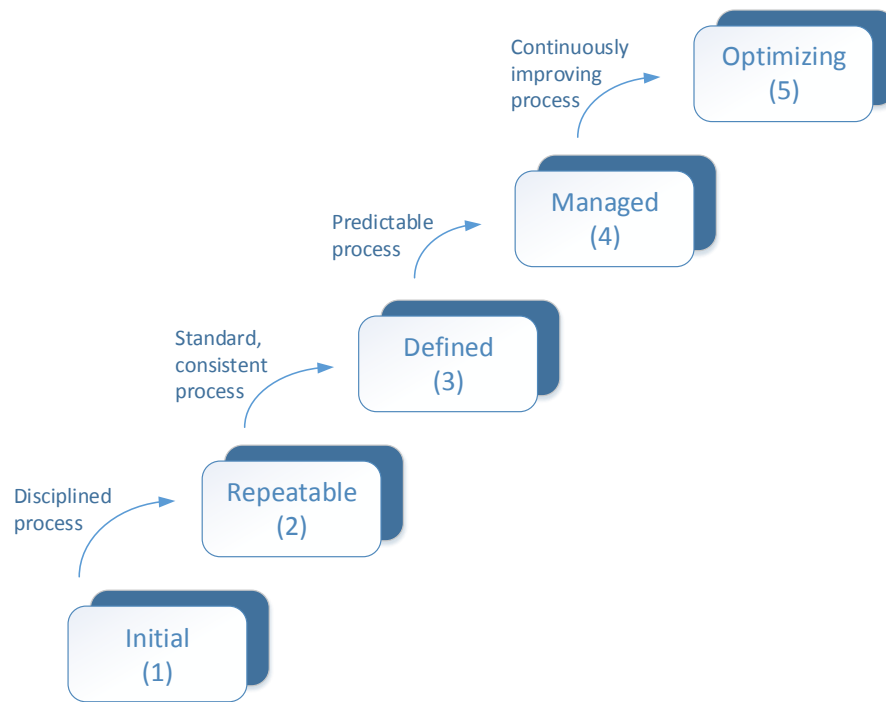 Continuously
improving
process
Optimizing
(5)
Predictable
process
Managed
(4)
Standard,
consistent
process
Defined
(3)
Disciplined
process
Repeatable
(2)
Initial
(1)